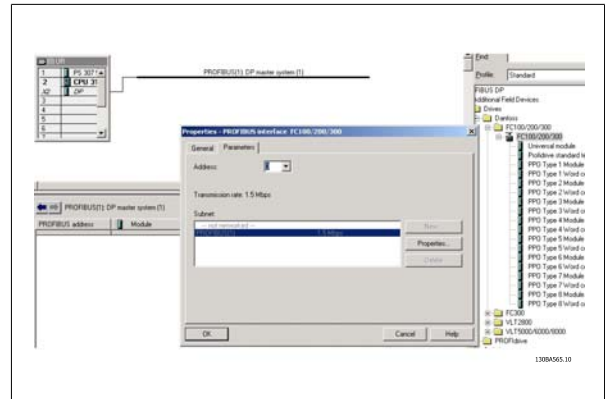 (0) UR
1 PS 307
2 CPU 31
X2 DP
3
4
5
6
7
PROFIBUS(1): DP master system (1)
Find:
Profile: Standard
PROFIBUS DP
Additional Field Devices
Drives
Danfoss
FC100/200/300
FC100/200/300
Universal module
Profidrive standard te
PPO Type 1 Module
PPO Type 1 Word co
PPO Type 2 Module
PPO Type 2 Word co
PPO Type 3 Module
PPO Type 3 Word co
PPO Type 4 Module
PPO Type 4 Word co
PPO Type 5 Module
PPO Type 5 Word co
PPO Type 6 Module
PPO Type 6 Word co
PPO Type 7 Module
PPO Type 7 Word co
PPO Type 8 Module
PPO Type 8 Word co
FC300
VLT2800
VLT5000/6000/8000
PROFIdrive
Properties - PROFIBUS interface FC100/200/300
General Parameters
Address:
Transmission rate: 1.5 Mbps
Subnet:
--- not networked ---
PROFIBUS(1) 1.5 Mbps
New...
Properties...
Delete
OK Cancel Help
PROFIBUS(1): DP master system (1)
PROFIBUS address Module
130BA565.10